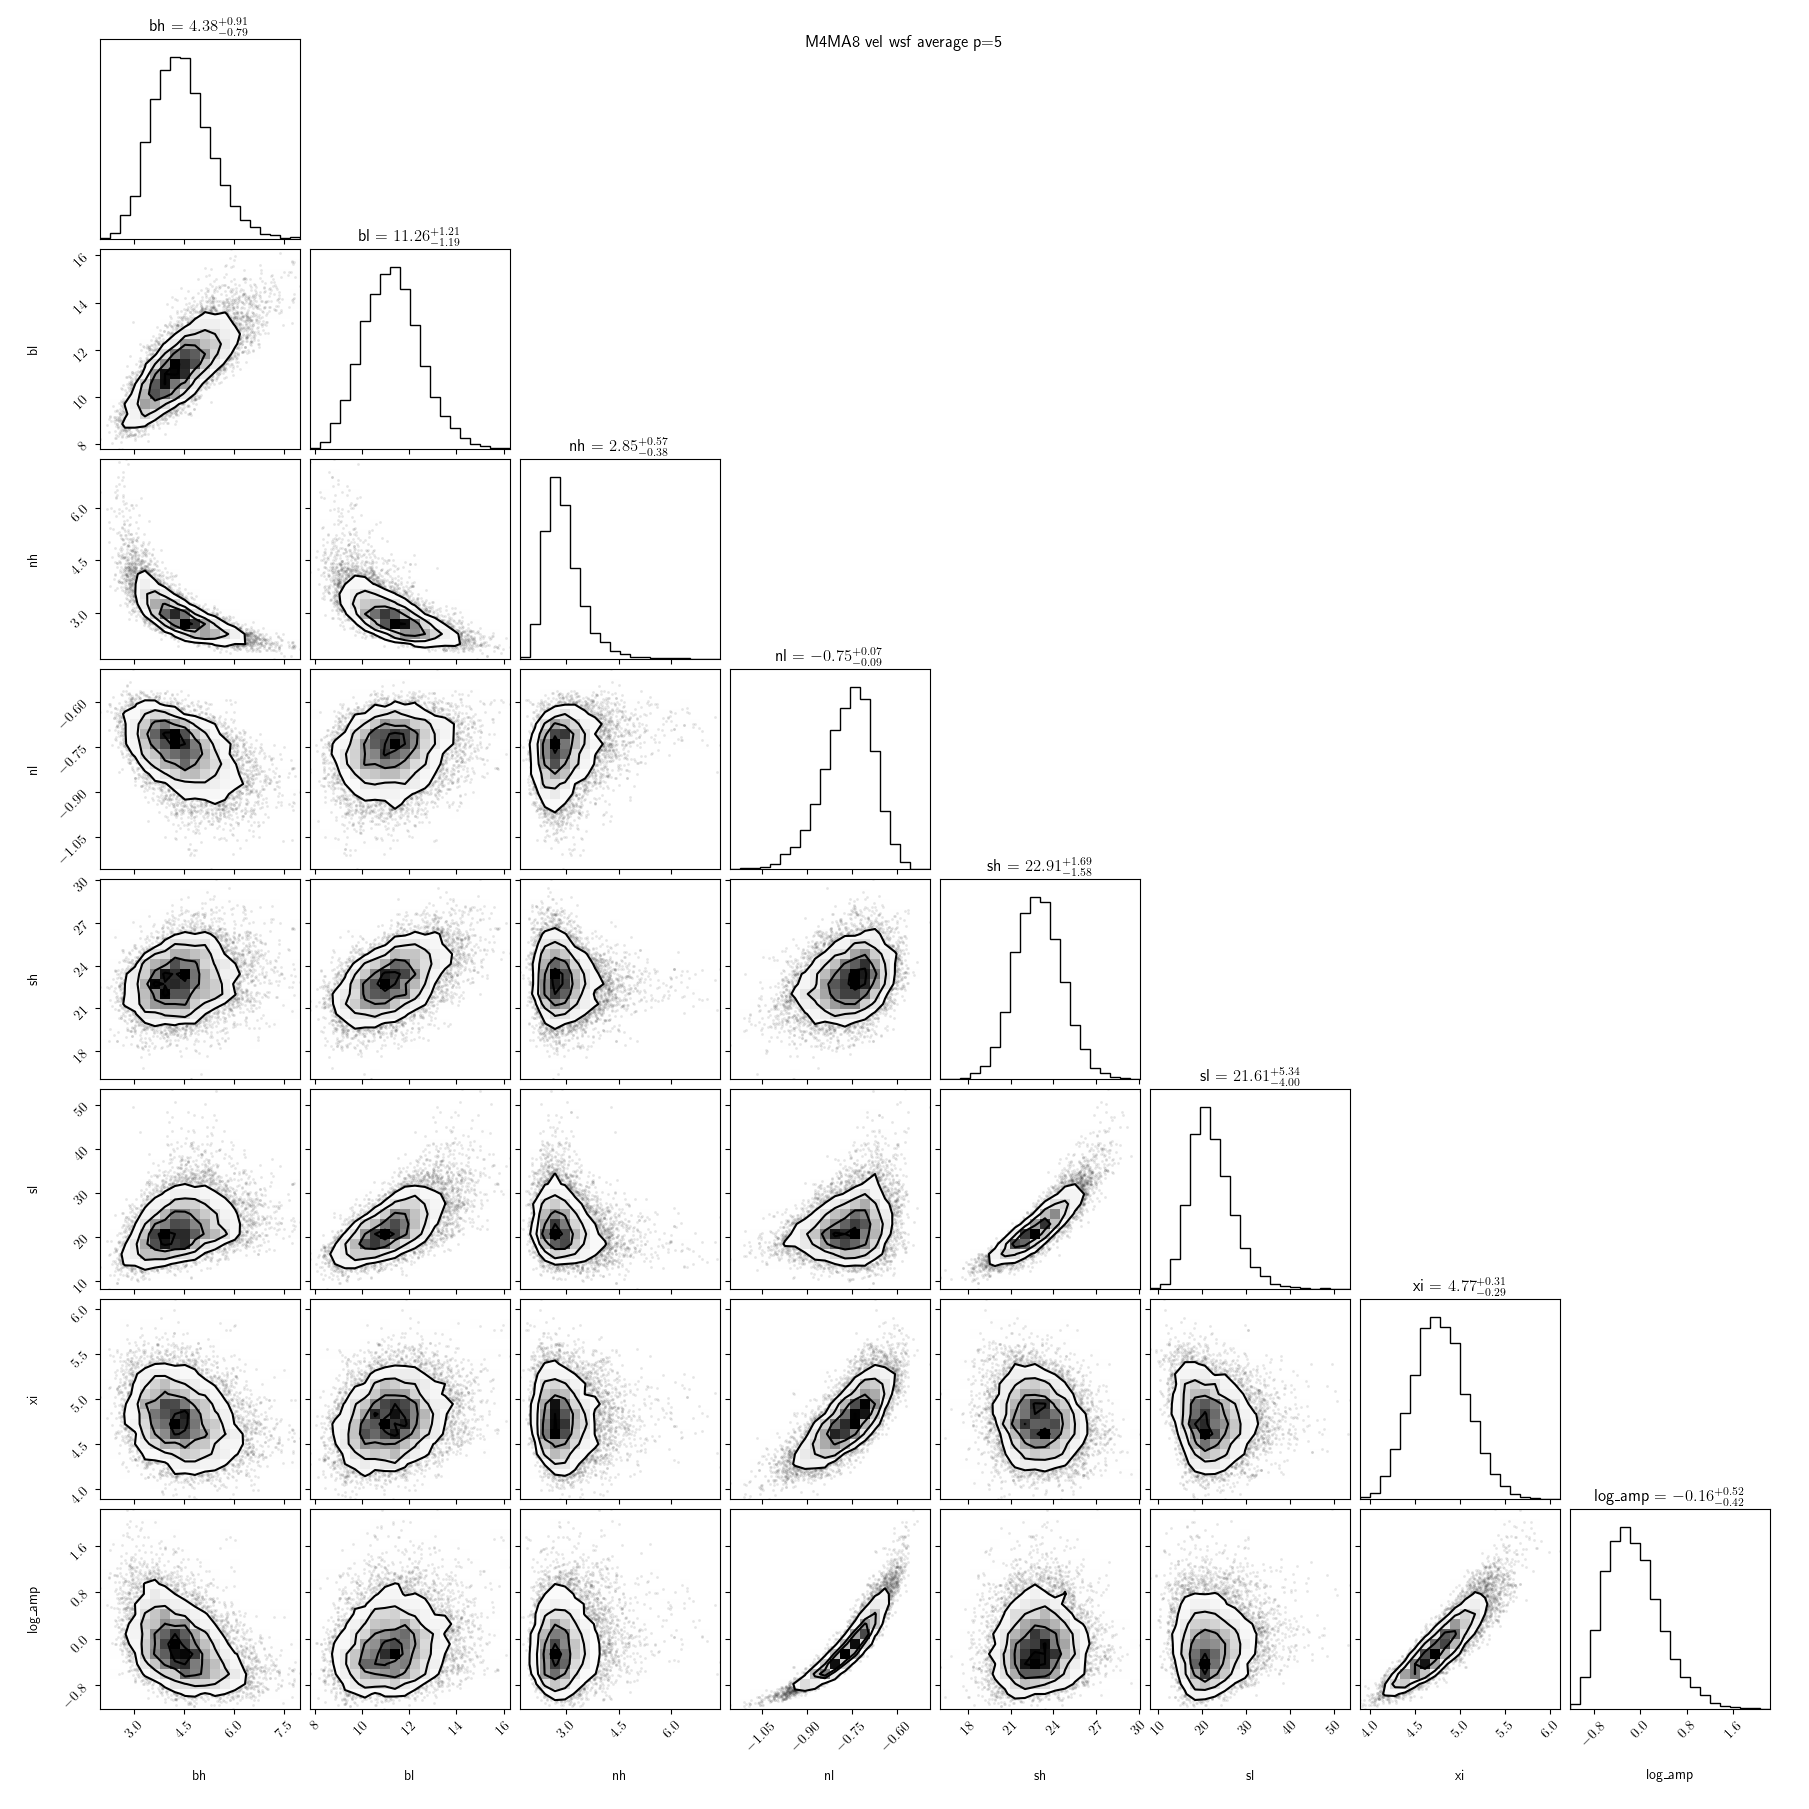 bh = 4.38^{+0.91}_{-0.79}
M4MA8 vel wsf average p=5
bl = 11.26^{+1.21}_{-1.19}
16
14
12
10
8
bl
nh = 2.85^{+0.57}_{-0.38}
6.0
4.5
3.0
nh
nl = −0.75^{+0.07}_{-0.09}
−0.60
−0.75
−0.90
−1.05
nl
sh = 22.91^{+1.69}_{-1.58}
30
27
24
21
18
sh
sl = 21.61^{+5.34}_{-4.00}
50
40
30
20
10
sl
xi = 4.77^{+0.31}_{-0.29}
6.0
5.5
5.0
4.5
4.0
xi
log_amp = −0.16^{+0.52}_{-0.42}
1.6
0.8
0.0
−0.8
log_amp
3.0 4.5 6.0 7.5 8 10 12 14 16 3.0 4.5 6.0 −1.05 −0.90 −0.75 −0.60 18 21 24 27 30 10 20 30 40 50 4.0 4.5 5.0 5.5 6.0 −0.8 0.0 0.8 1.6
bh bl nh nl sh sl xi log_amp